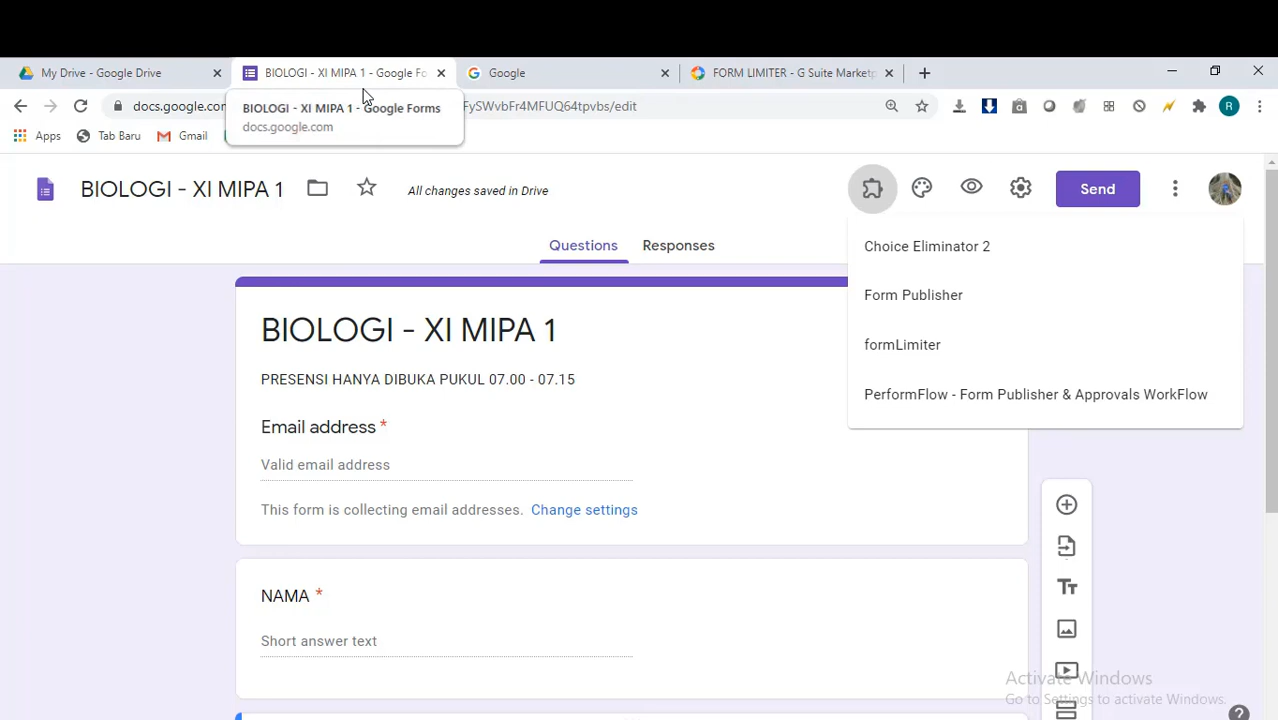 My Drive - Google Drive
BIOLOGI - XI MIPA 1 - Google Fo
Google
FORM LIMITER - G Suite Marketp
docs.google.com
ySWvbFr4MFUQ64tpvbs/edit
BIOLOGI - XI MIPA 1 - Google Forms
docs.google.com
R
Apps
Tab Baru
Gmail
BIOLOGI - XI MIPA 1
All changes saved in Drive
Send
Questions
Responses
Choice Eliminator 2
Form Publisher
formLimiter
PerformFlow - Form Publisher & Approvals WorkFlow
BIOLOGI - XI MIPA 1
PRESENSI HANYA DIBUKA PUKUL 07.00 - 07.15
Email address *
Valid email address
This form is collecting email addresses. Change settings
NAMA *
Short answer text
Tт
Activate Windows
Go to Settings to activate Windows.